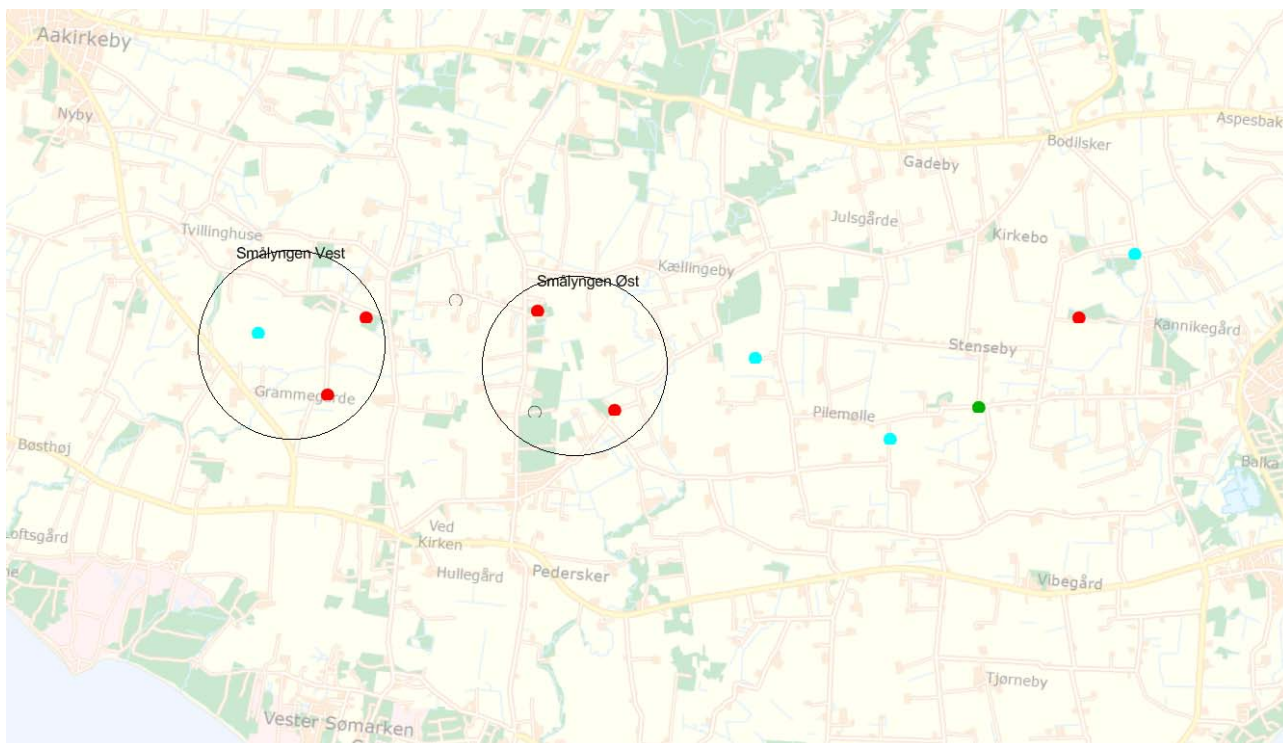 Aakirkeby
Nyby
Aspesbak
Bodilsker
Gadeby
Julsgårde
Tvillinghuse
Kirkebo
Smålyngen Vest
Kællingeby
Smålyngen Øst
Kannikegård
Stenseby
Grammegårde
Pilemølle
Bøsthøj
Balka
Ved
Kirken
Loftsgård
Hullegård
Pedersker
Vibegård
Tjørneby
Vester Sømarken